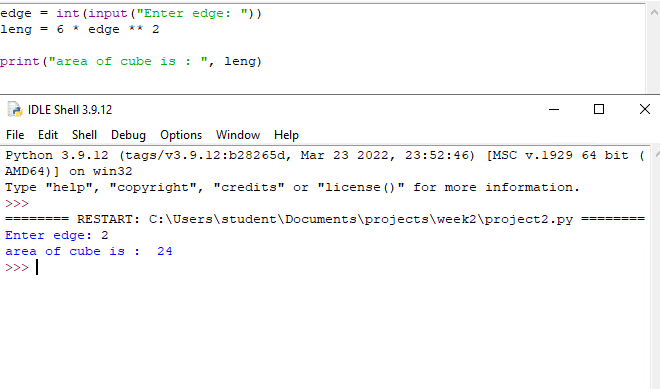 edge = int(input("Enter edge: "))
leng = 6 * edge ** 2
print("area of cube is : ", leng)
IDLE Shell 3.9.12
File Edit Shell Debug Options Window Help
Python 3.9.12 (tags/v3.9.12:b28265d, Mar 23 2022, 23:52:46) [MSC v.1929 64 bit (
AMD64)] on win32
Type "help", "copyright", "credits" or "license()" for more information.
>>>
======== RESTART: C:\Users\student\Documents\projects\week2\project2.py ========
Enter edge: 2
area of cube is :  24
>>>